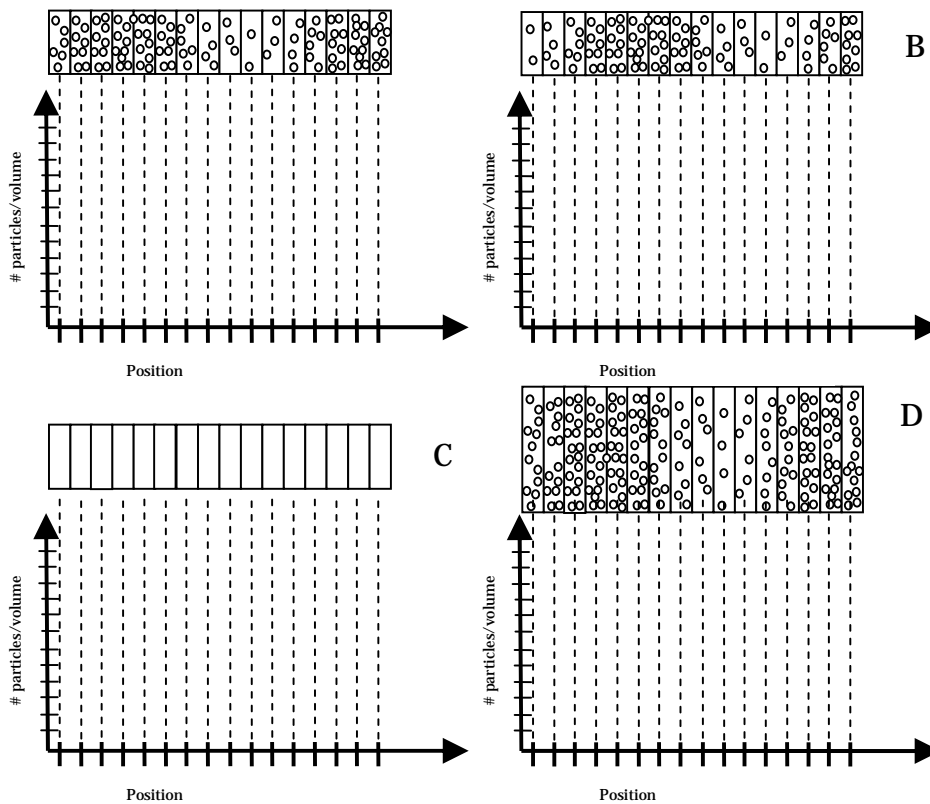 B
# particles/volume
# particles/volume
Position
Position
C
D
# particles/volume
# particles/volume
Position
Position